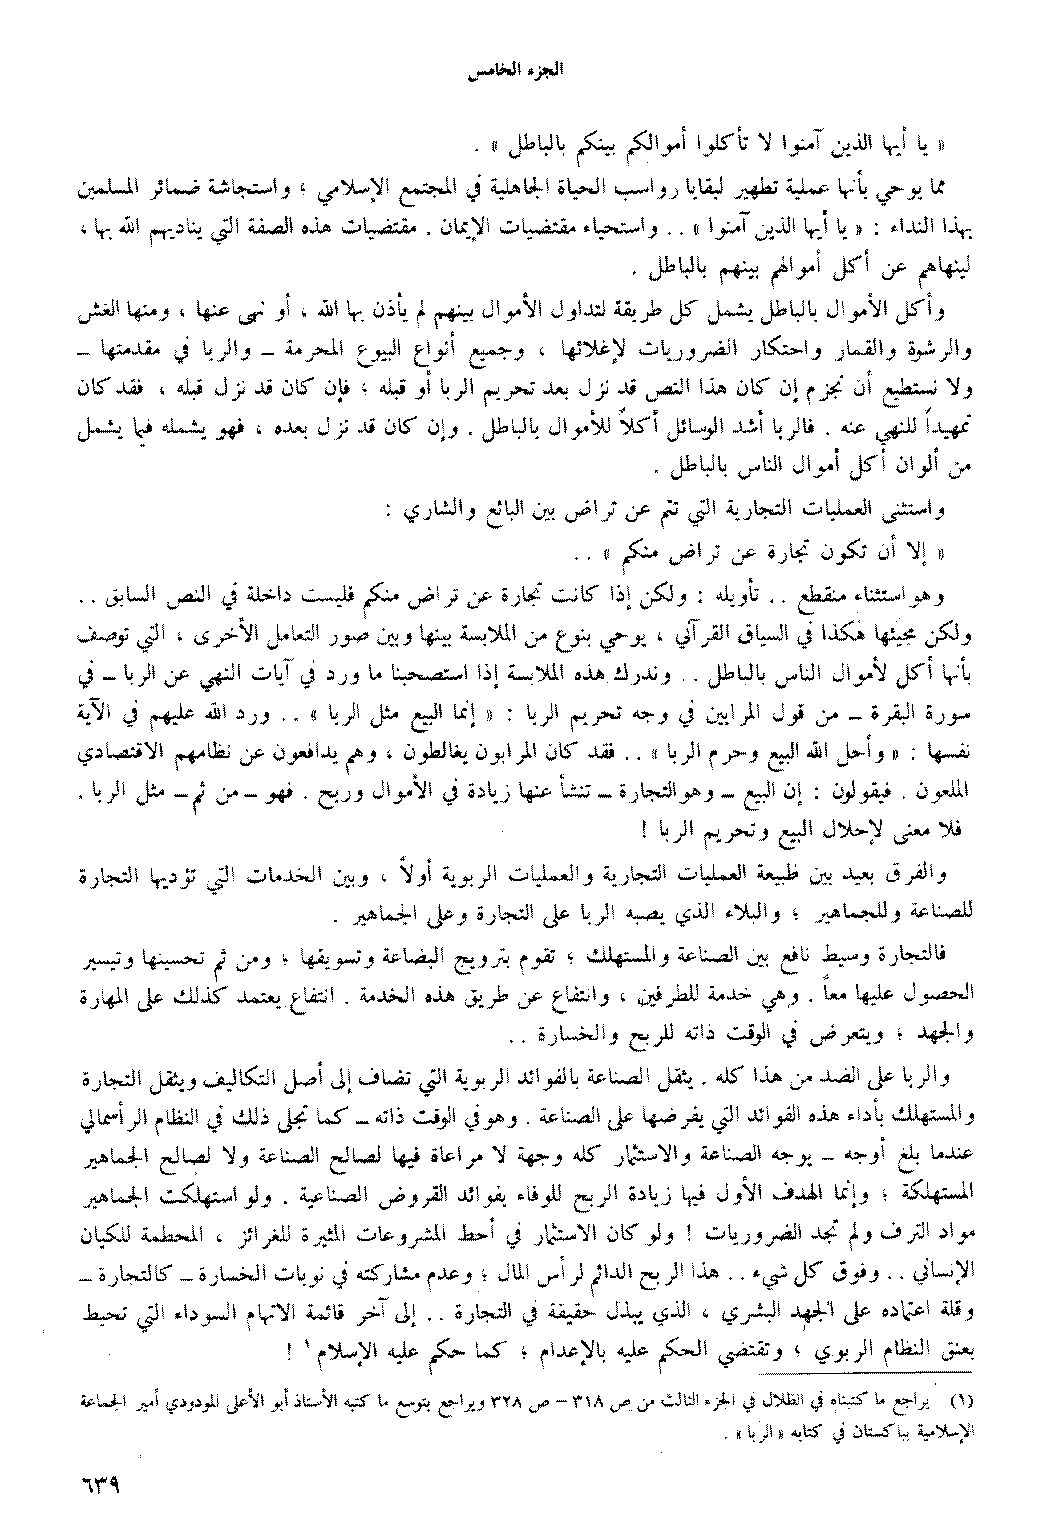 الجزء الخامس
« يا أيها الذين آمنوا لا تأكلوا أموالكم بينكم بالباطل » .
مما يوحي بأنها عملية تطهير لبقايا رواسب الحياة الجاهلية في المجتمع الإسلامي ؛ واستجاشة ضمائر المسلمين
بهذا النداء : « يا أيها الذين آمنوا » .. واستحياء مقتضيات الإيمان . مقتضيات هذه الصفة التي يناديهم الله بها ،
لينهاهم عن أكل أموالهم بينهم بالباطل .
وأكل الأموال بالباطل يشمل كل طريقة لتداول الأموال بينهم لم يأذن بها الله ، أو نهى عنها ، ومنها الغش
والرشوة والقمار واحتكار الضروريات لإغلائها ، وجميع أنواع البيوع المحرمة – والربا في مقدمتها –
ولا نستطيع أن نجزم إن كان هذا النص قد نزل بعد تحريم الربا أو قبله ؛ فإن كان قد نزل قبله ، فقد كان
تمهيداً للنهي عنه . فالربا أشد الوسائل أكلاً للأموال بالباطل . وإن كان قد نزل بعده ، فهو يشمله فيما يشمل
من ألوان أكل أموال الناس بالباطل .
واستثنى العمليات التجارية التي تتم عن تراض بين البائع والشاري :
« إلا أن تكون تجارة عن تراض منكم » ..
وهو استثناء منقطع .. تأويله : ولكن إذا كانت تجارة عن تراض منكم فليست داخلة في النص السابق ..
ولكن مجيئها هكذا في السياق القرآني ، يوحي بنوع من الملابسة بينها وبين صور التعامل الأخرى ، التي توصف
بأنها أكل لأموال الناس بالباطل .. وندرك هذه الملابسة إذا استصحبنا ما ورد في آيات النهي عن الربا – في
سورة البقرة – من قول المرابين في وجه تحريم الربا : « إنما البيع مثل الربا » .. ورد الله عليهم في الآية
نفسها : « وأحل الله البيع وحرم الربا » .. فقد كان المرابون يغالطون ، وهم يدافعون عن نظامهم الاقتصادي
الملعون . فيقولون : إن البيع – وهو التجارة – تنشأ عنها زيادة في الأموال وربح . فهو – من ثم – مثل الربا .
فلا معنى لإحلال البيع وتحريم الربا !
والفرق بعيد بين طبيعة العمليات التجارية والعمليات الربوية أولاً ، وبين الخدمات التي تؤديها التجارة
للصناعة وللجماهير ؛ والبلاء الذي يصبه الربا على التجارة وعلى الجماهير .
فالتجارة وسيط نافع بين الصناعة والمستهلك ؛ تقوم بترويج البضاعة وتسويقها ؛ ومن ثم تحسينها وتيسير
الحصول عليها معاً . وهي خدمة للطرفين ، وانتفاع عن طريق هذه الخدمة . انتفاع يعتمد كذلك على المهارة
والجهد ؛ ويتعرض في الوقت ذاته للربح والخسارة ..
والربا على الضد من هذا كله . يثقل الصناعة بالفوائد الربوية التي تضاف إلى أصل التكاليف ويثقل التجارة
والمستهلك بأداء هذه الفوائد التي يفرضها على الصناعة . وهو في الوقت ذاته – كما تجلى ذلك في النظام الرأسمالي
عندما بلغ أوجه – يوجه الصناعة والاستثمار كله وجهة لا مراعاة فيها لصالح الصناعة ولا لصالح الجماهير
المستهلكة ؛ وإنما الهدف الأول فيها زيادة الربح للوفاء بفوائد القروض الصناعية . ولو استهلكت الجماهير
مواد الترف ولم تجد الضروريات ! ولو كان الاستثمار في أحط المشروعات المثيرة للغرائز ، المحطمة للكيان
الإنساني .. وفوق كل شيء .. هذا الربح الدائم لرأس المال ؛ وعدم مشاركته في نوبات الخسارة – كالتجارة –
وقلة اعتماده على الجهد البشري ، الذي يبذل حقيقة في التجارة .. إلى آخر قائمة الاتهام السوداء التي تحيط
بعنق النظام الربوي ؛ وتقتضي الحكم عليه بالإعدام ؛ كما حكم عليه الإسلام ١ !
(١) يراجع ما كتبناه في الظلال في الجزء الثالث من ص ٣١٨ – ص ٣٢٨ ويراجع بتوسع ما كتبه الأستاذ أبو الأعلى المودودي أمير الجماعة
الإسلامية بباكستان في كتابه « الربا » .
٦٣٩